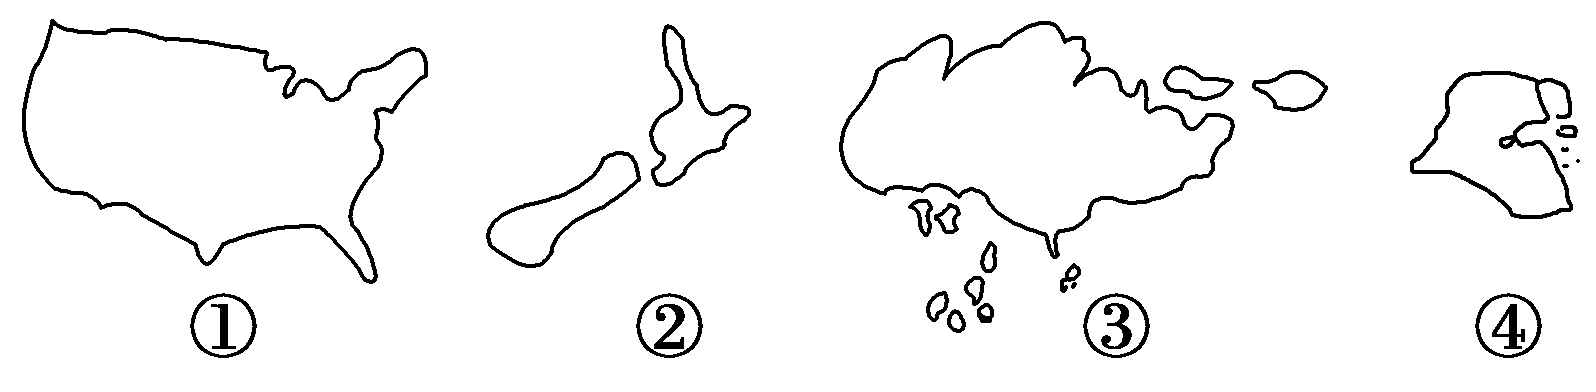 ① ② ③ ④